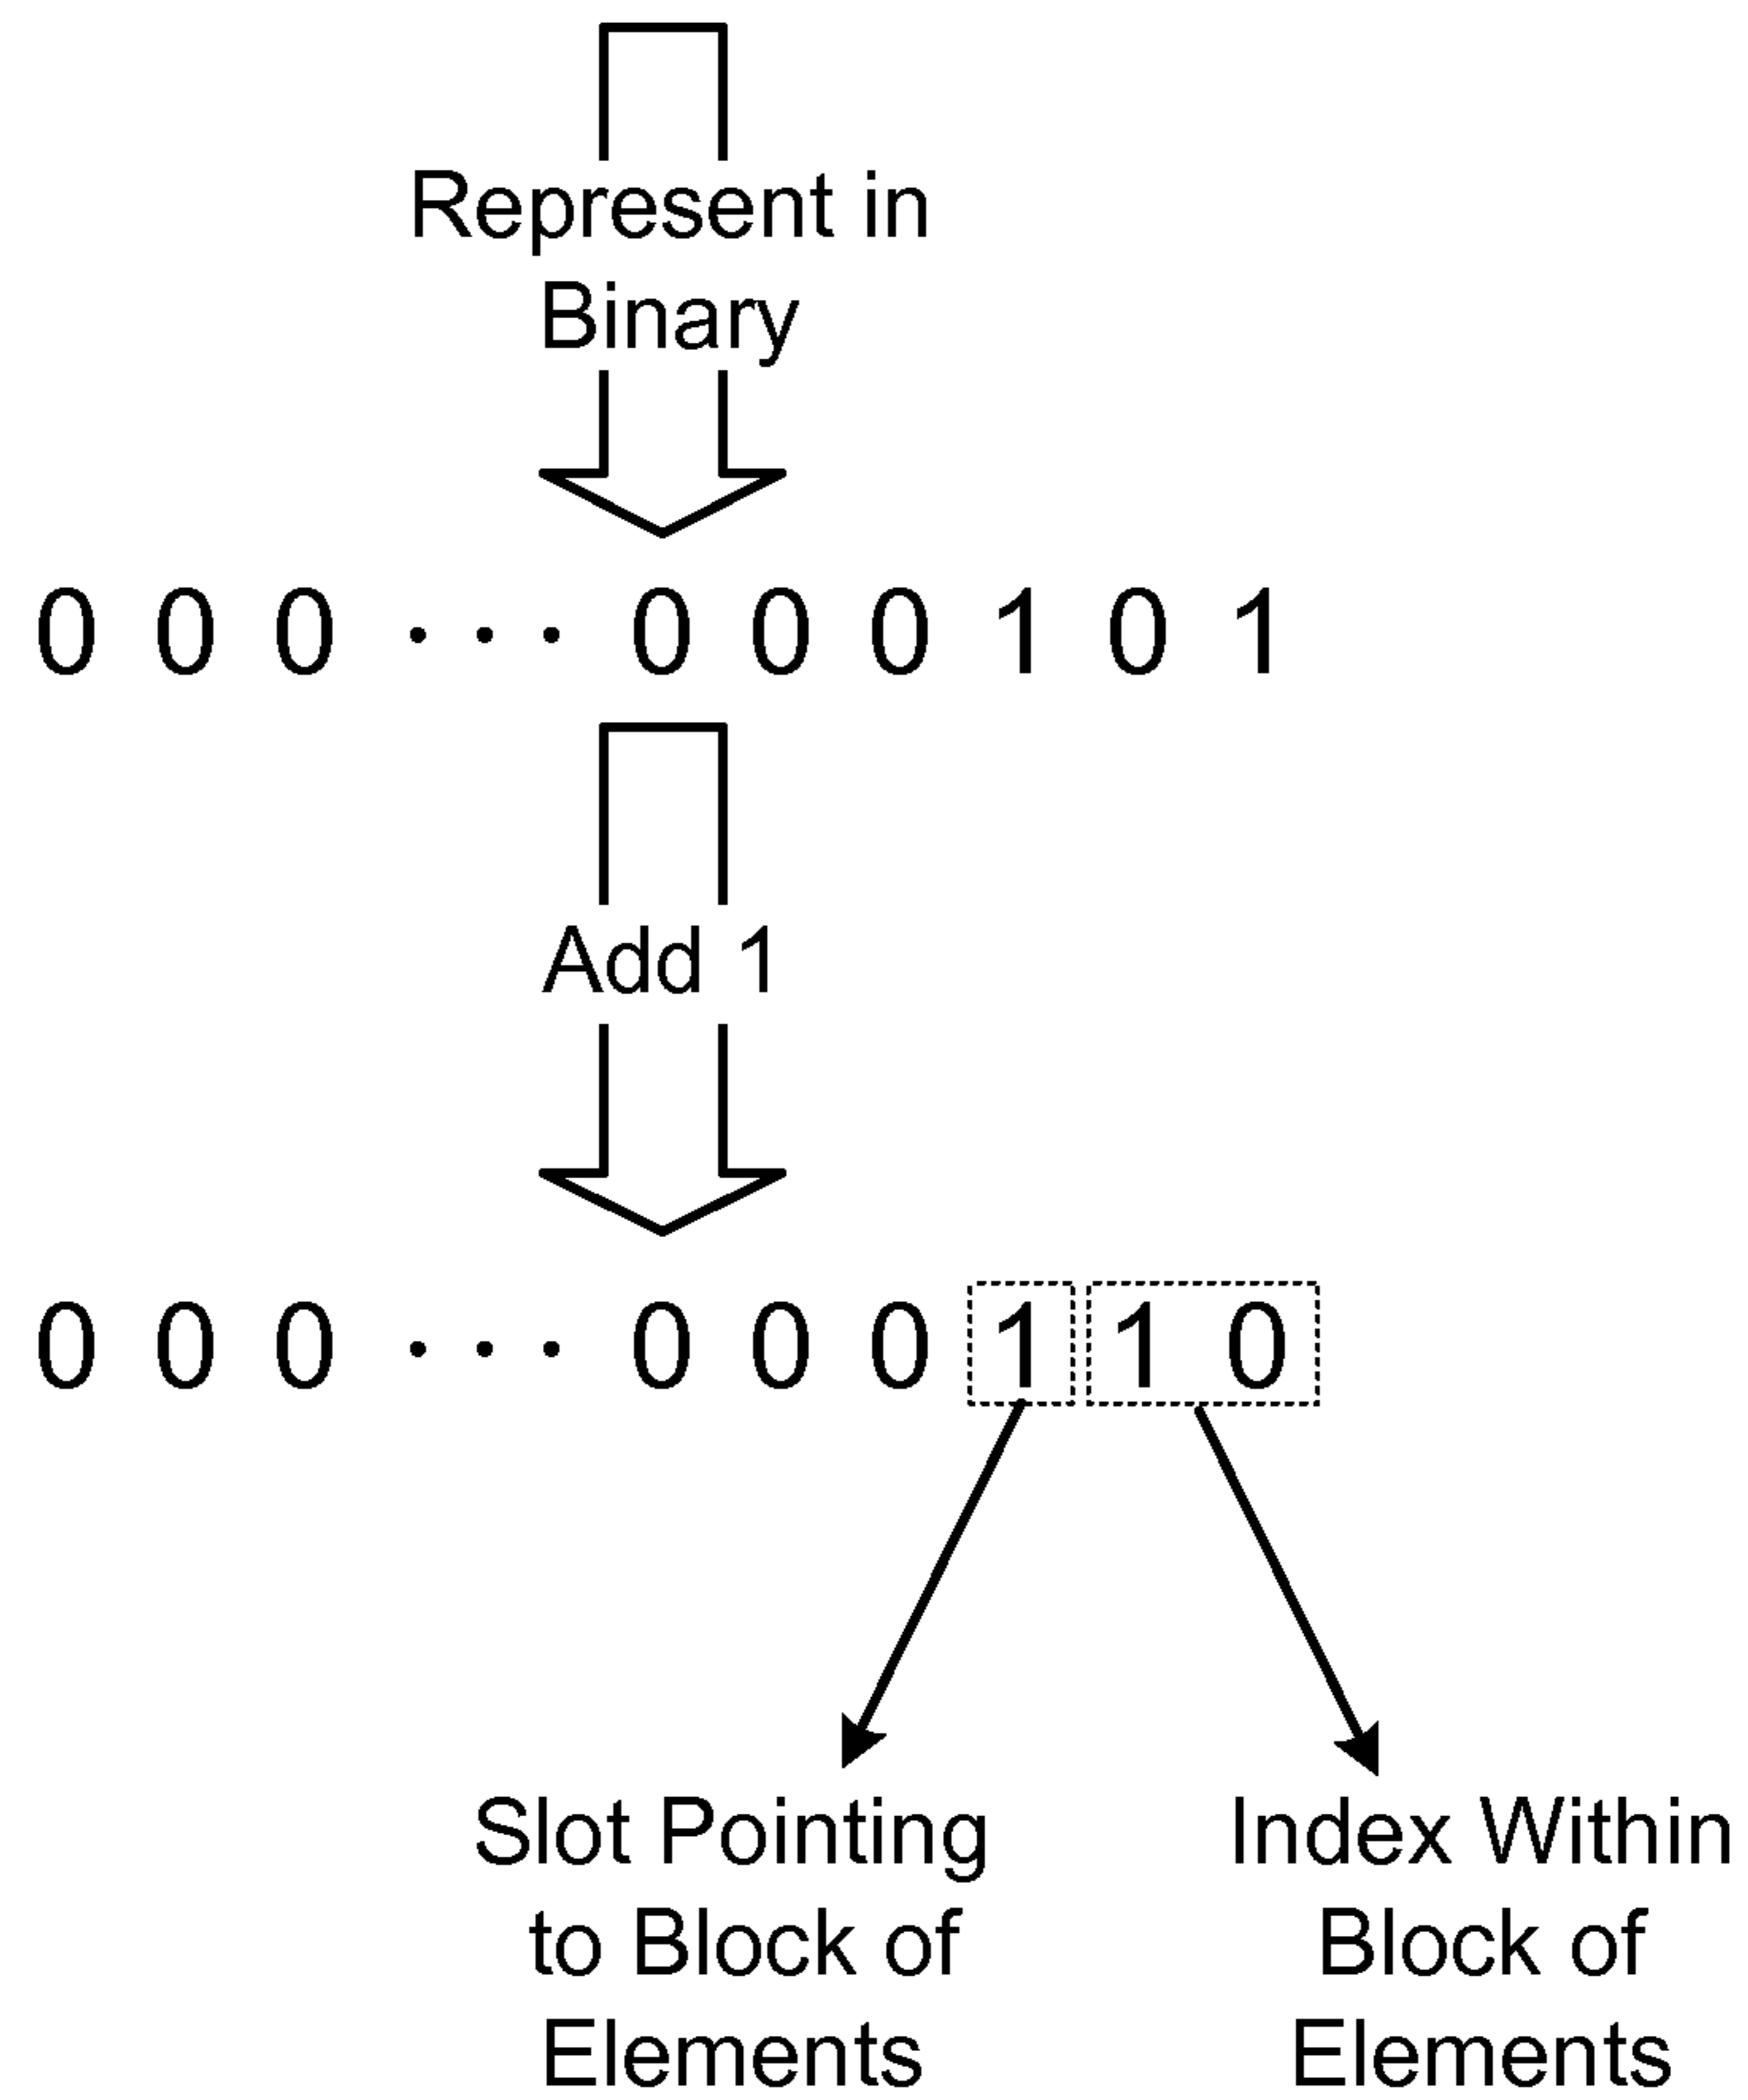 Represent in
Binary
0 0 0 · · · 0 0 0 1 0 1
Add 1
0 0 0 · · · 0 0 0 1 1 0
Slot Pointing
to Block of
Elements
Index Within
Block of
Elements